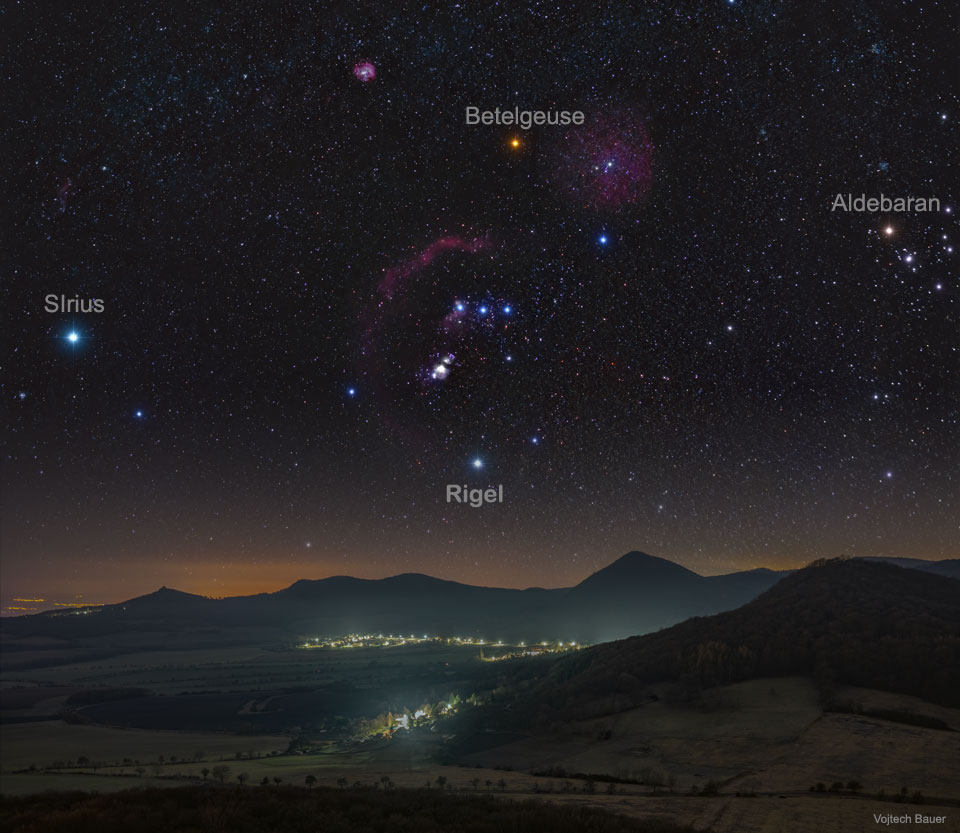 Betelgeuse
Aldebaran
SIrius
Rigel
Vojtech Bauer